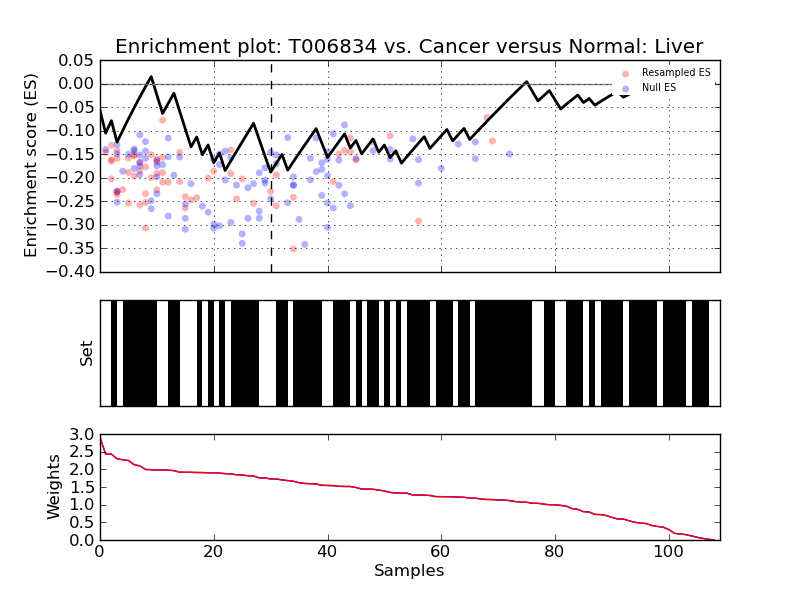 Enrichment plot: T006834 vs. Cancer versus Normal: Liver
Enrichment score (ES)
0.05
0.00
−0.05
−0.10
−0.15
−0.20
−0.25
−0.30
−0.35
−0.40
Resampled ES
Null ES
Set
Weights
3.0
2.5
2.0
1.5
1.0
0.5
0.0
0 20 40 60 80 100
Samples